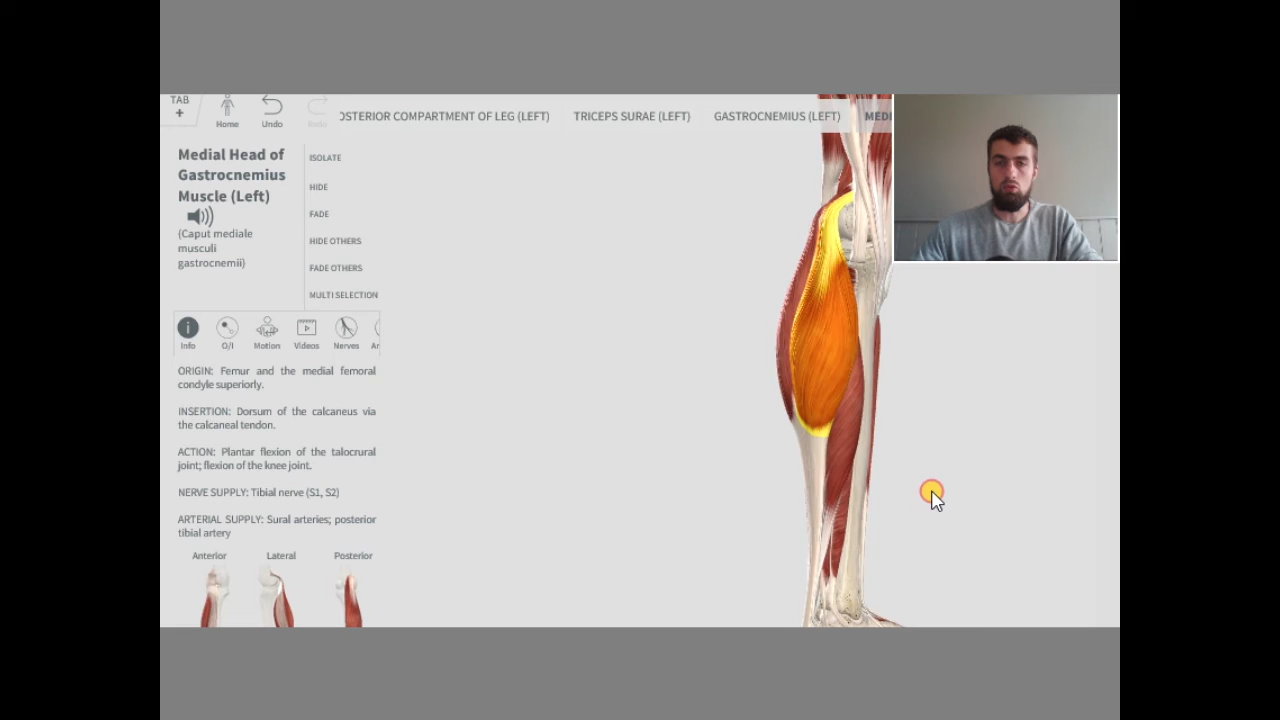 TAB
+
Home
Undo
Redo
OSTERIOR COMPARTMENT OF LEG (LEFT)
TRICEPS SURAE (LEFT)
GASTROCNEMIUS (LEFT)
MEDI
Medial Head of
Gastrocnemius
Muscle (Left)
(Caput mediale
musculi
gastrocnemii)
ISOLATE
HIDE
FADE
HIDE OTHERS
FADE OTHERS
MULTI SELECTION
Info
O/I
Motion
Videos
Nerves
Ar
ORIGIN: Femur and the medial femoral
condyle superiorly.
INSERTION: Dorsum of the calcaneus via
the calcaneal tendon.
ACTION: Plantar flexion of the talocrural
joint; flexion of the knee joint.
NERVE SUPPLY: Tibial nerve (S1, S2)
ARTERIAL SUPPLY: Sural arteries; posterior
tibial artery
Anterior
Lateral
Posterior